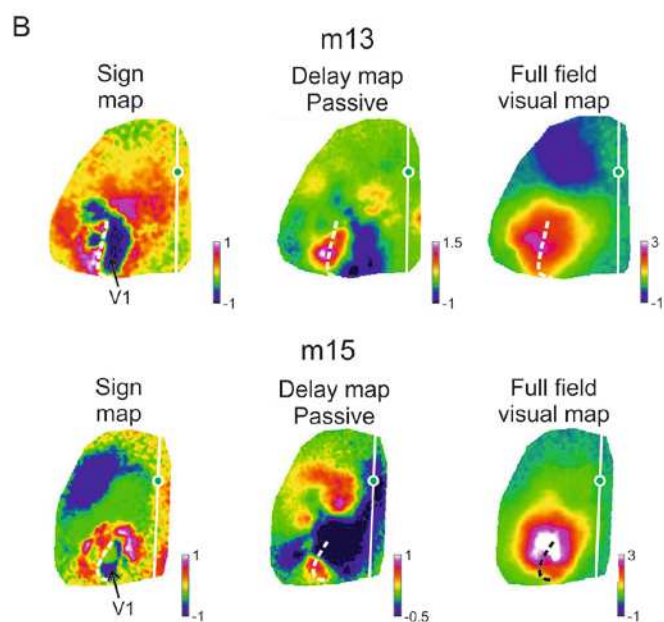 B
m13
Sign
map
Delay map
Passive
Full field
visual map
1
-1
V1
1.5
-1
3
-1
m15
Sign
map
Delay map
Passive
Full field
visual map
1
-1
V1
1
-0.5
3
-1